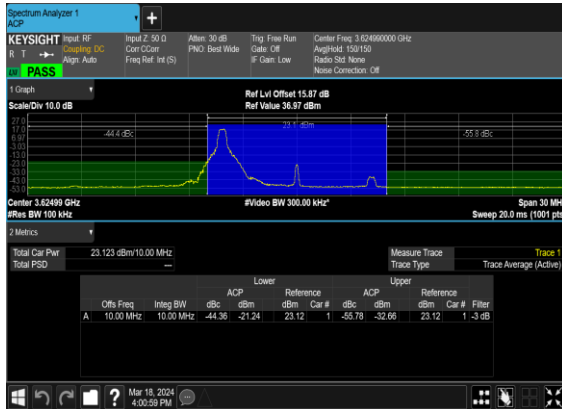 Spectrum Analyzer 1
ACP
+
KEYSIGHT Input: RF Input Z: 50 Ω Atten: 30 dB Trig: Free Run Center Freq: 3.624990000 GHz
R T Coupling: DC Corr CCorr PNO: Best Wide Gate: Off Avg|Hold: 150/150
Align: Auto Freq Ref: Int (S) IF Gain: Low Radio Std: None
PASS Noise Correction: Off
1 Graph Ref Lvl Offset 15.87 dB
Scale/Div 10.0 dB Ref Value 36.97 dBm
27.0
17.0 -44.4 dBc 23.1 dBm -55.8 dBc
6.97
-3.03
-13.0
-23.0
-33.0
-43.0
-53.0
Center 3.62499 GHz #Video BW 300.00 kHz* Span 30 MH
#Res BW 100 kHz Sweep 20.0 ms (1001 pts
2 Metrics
Total Car Pwr 23.123 dBm/10.00 MHz Measure Trace Trace 1
Total PSD --- Trace Type Trace Average (Active)
Lower Upper
ACP Reference ACP Reference
Offs Freq Integ BW dBc dBm dBm Car # dBc dBm dBm Car # Filter
A 10.00 MHz 10.00 MHz -44.36 -21.24 23.12 1 -55.78 -32.66 23.12 1 -3 dB
? Mar 18, 2024
4:00:59 PM